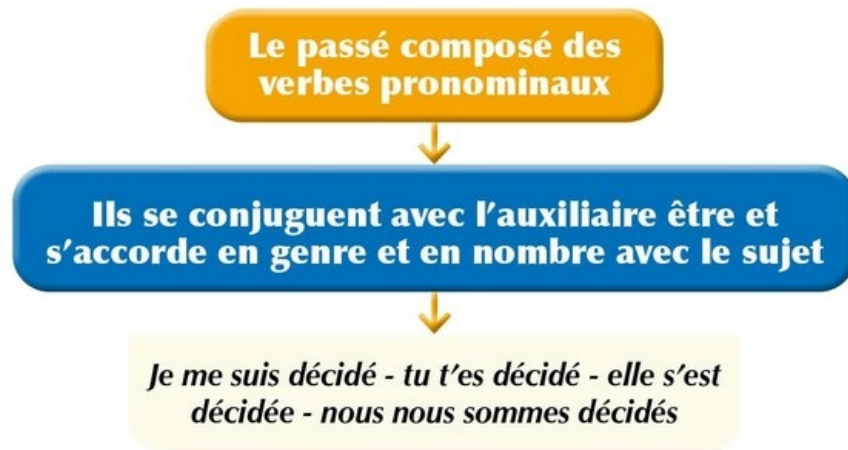 Le passé composé des
verbes pronominaux
Ils se conjuguent avec l'auxiliaire être et
s'accorde en genre et en nombre avec le sujet
Je me suis décidé - tu t'es décidé - elle s'est
décidée - nous nous sommes décidés